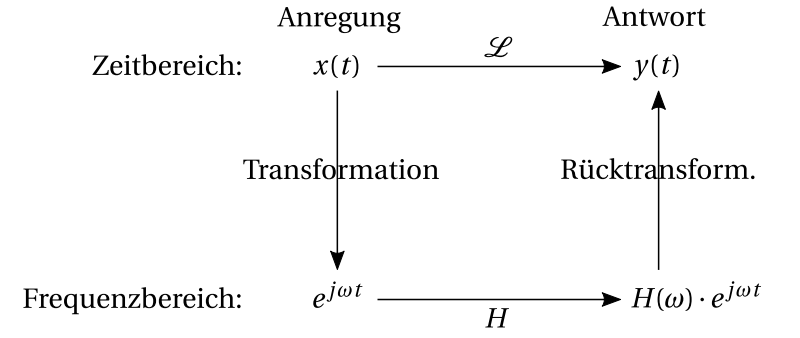 Anregung Antwort
ℒ
Zeitbereich: x(t) y(t)
Transformation Rücktransform.
Frequenzbereich: e^{jωt} H(ω) · e^{jωt}
H